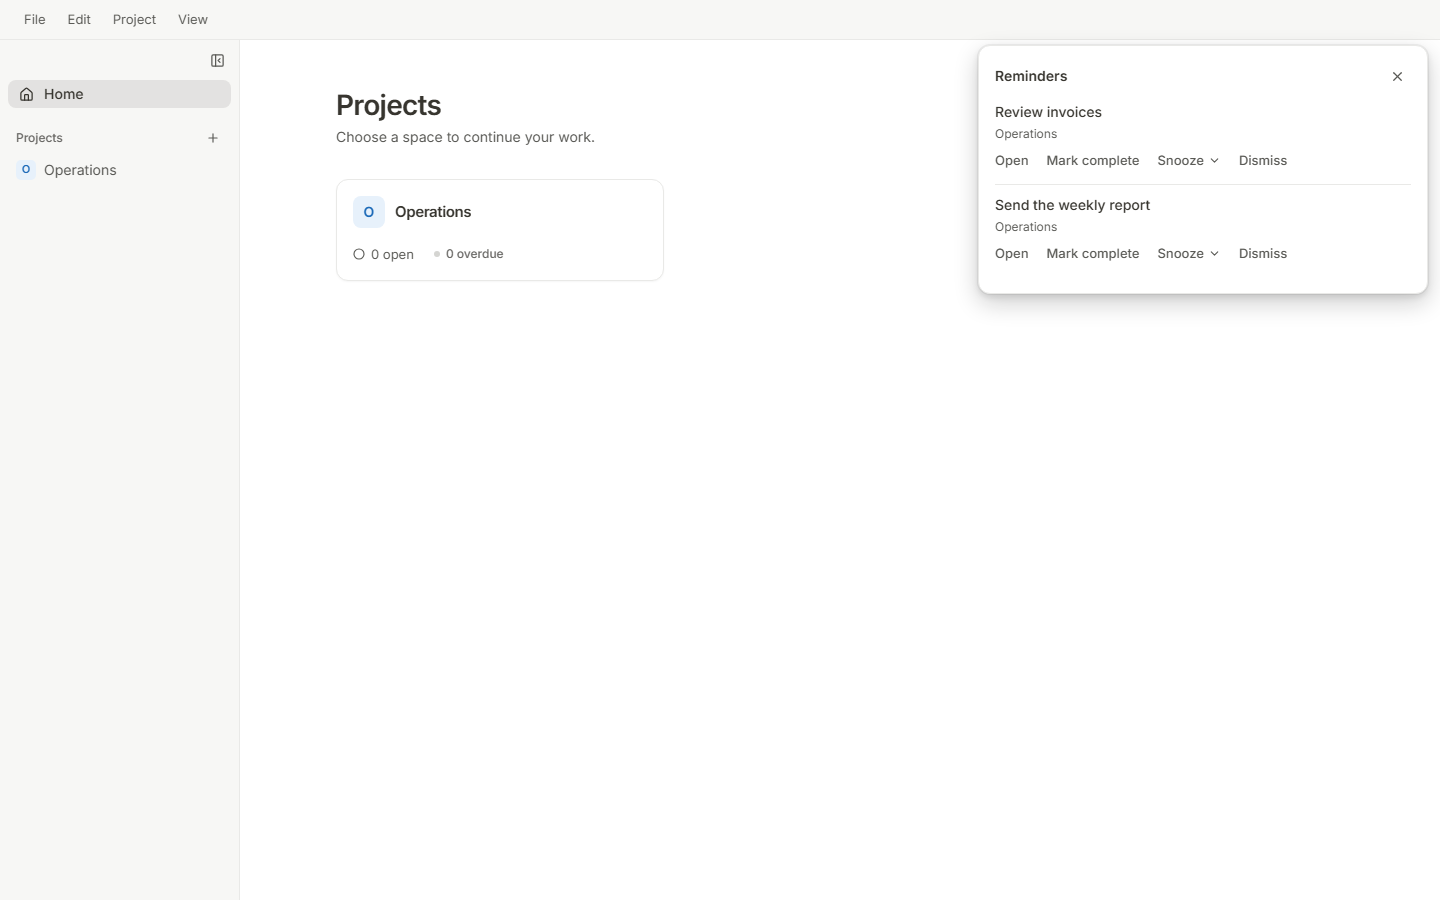 File Edit Project View
Home
Projects
O Operations
Projects
Choose a space to continue your work.
O Operations
0 open 0 overdue
Reminders
Review invoices
Operations
Open Mark complete Snooze Dismiss
Send the weekly report
Operations
Open Mark complete Snooze Dismiss